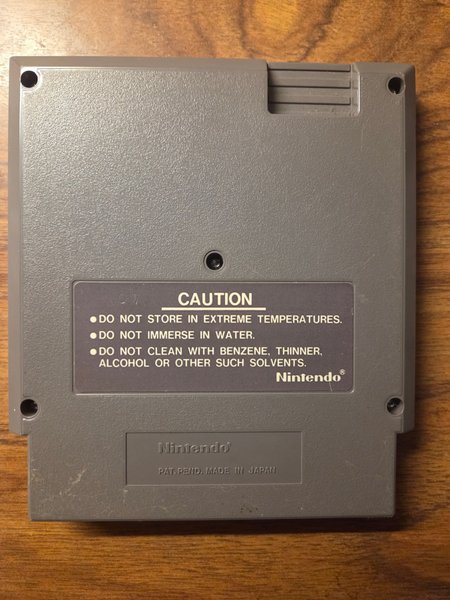 CAUTION
•DO NOT STORE IN EXTREME TEMPERATURES.
•DO NOT IMMERSE IN WATER.
•DO NOT CLEAN WITH BENZENE, THINNER,
ALCOHOL OR OTHER SUCH SOLVENTS.
Nintendo®
Nintendo®
PAT. PEND. MADE IN JAPAN